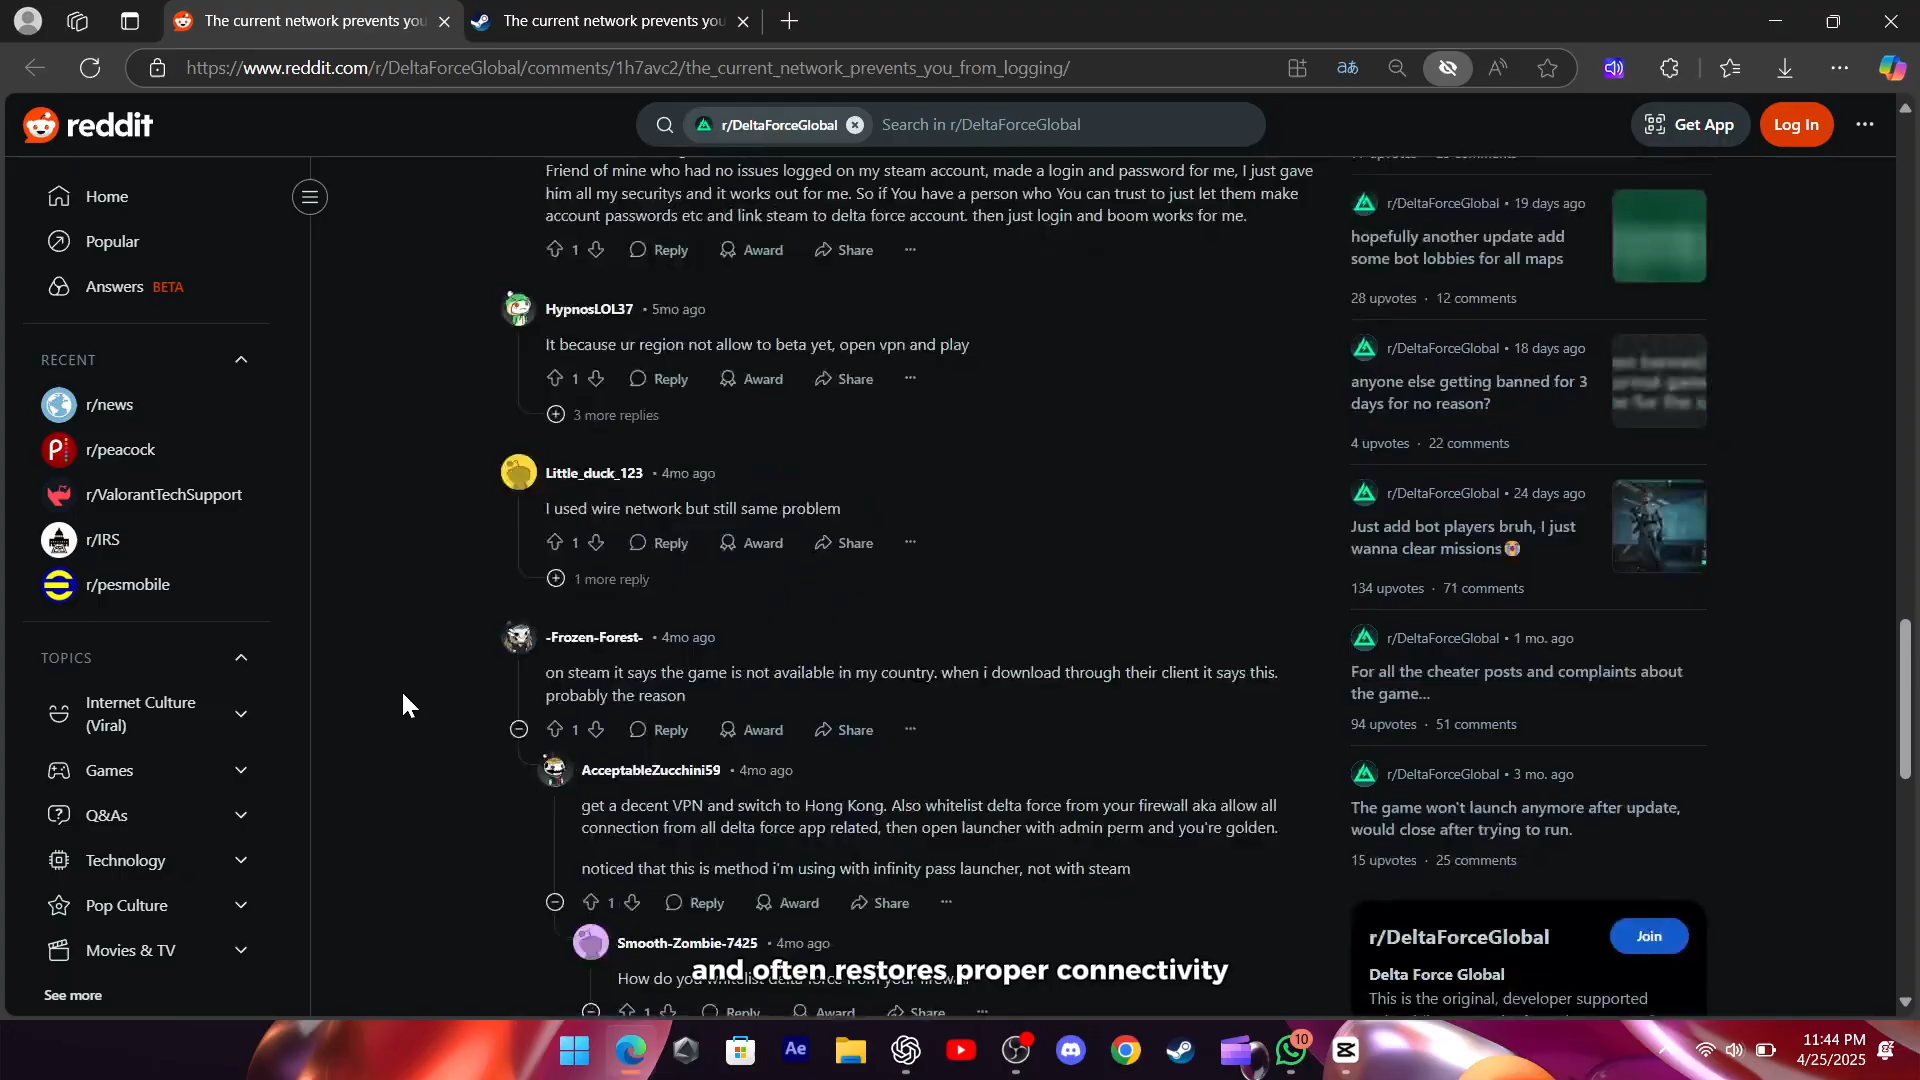 The current network prevents you
The current network prevents you
https://www.reddit.com/r/DeltaForceGlobal/comments/1h7avc2/the_current_network_prevents_you_from_logging/
reddit
r/DeltaForceGlobal
Search in r/DeltaForceGlobal
Get App
Log In
Home
Popular
Answers BETA
RECENT
r/news
r/peacock
r/ValorantTechSupport
r/IRS
r/pesmobile
TOPICS
Internet Culture
(Viral)
Games
Q&As
Technology
Pop Culture
Movies & TV
See more
Friend of mine who had no issues logged on my steam account, made a login and password for me, I just gave
him all my securitys and it works out for me. So if You have a person who You can trust to just let them make
account passwords etc and link steam to delta force account. then just login and boom works for me.
1 Reply Award Share
HypnosLOL37 • 5mo ago
It because ur region not allow to beta yet, open vpn and play
1 Reply Award Share
3 more replies
Little_duck_123 • 4mo ago
I used wire network but still same problem
1 Reply Award Share
1 more reply
-Frozen-Forest- • 4mo ago
on steam it says the game is not available in my country. when i download through their client it says this.
probably the reason
1 Reply Award Share
AcceptableZucchini59 • 4mo ago
get a decent VPN and switch to Hong Kong. Also whitelist delta force from your firewall aka allow all
connection from all delta force app related, then open launcher with admin perm and you're golden.
noticed that this is method i'm using with infinity pass launcher, not with steam
1 Reply Award Share
Smooth-Zombie-7425 • 4mo ago
How do you whitelist delta force from your firewall
and often restores proper connectivity
1 Reply Award Share
r/DeltaForceGlobal • 19 days ago
hopefully another update add
some bot lobbies for all maps
28 upvotes · 12 comments
r/DeltaForceGlobal • 18 days ago
anyone else getting banned for 3
days for no reason?
4 upvotes · 22 comments
r/DeltaForceGlobal • 24 days ago
Just add bot players bruh, I just
wanna clear missions😭
134 upvotes · 71 comments
r/DeltaForceGlobal • 1 mo. ago
For all the cheater posts and complaints about
the game...
94 upvotes · 51 comments
r/DeltaForceGlobal • 3 mo. ago
The game won't launch anymore after update,
would close after trying to run.
15 upvotes · 25 comments
r/DeltaForceGlobal
Join
Delta Force Global
This is the original, developer supported
Ae
10
11:44 PM
4/25/2025